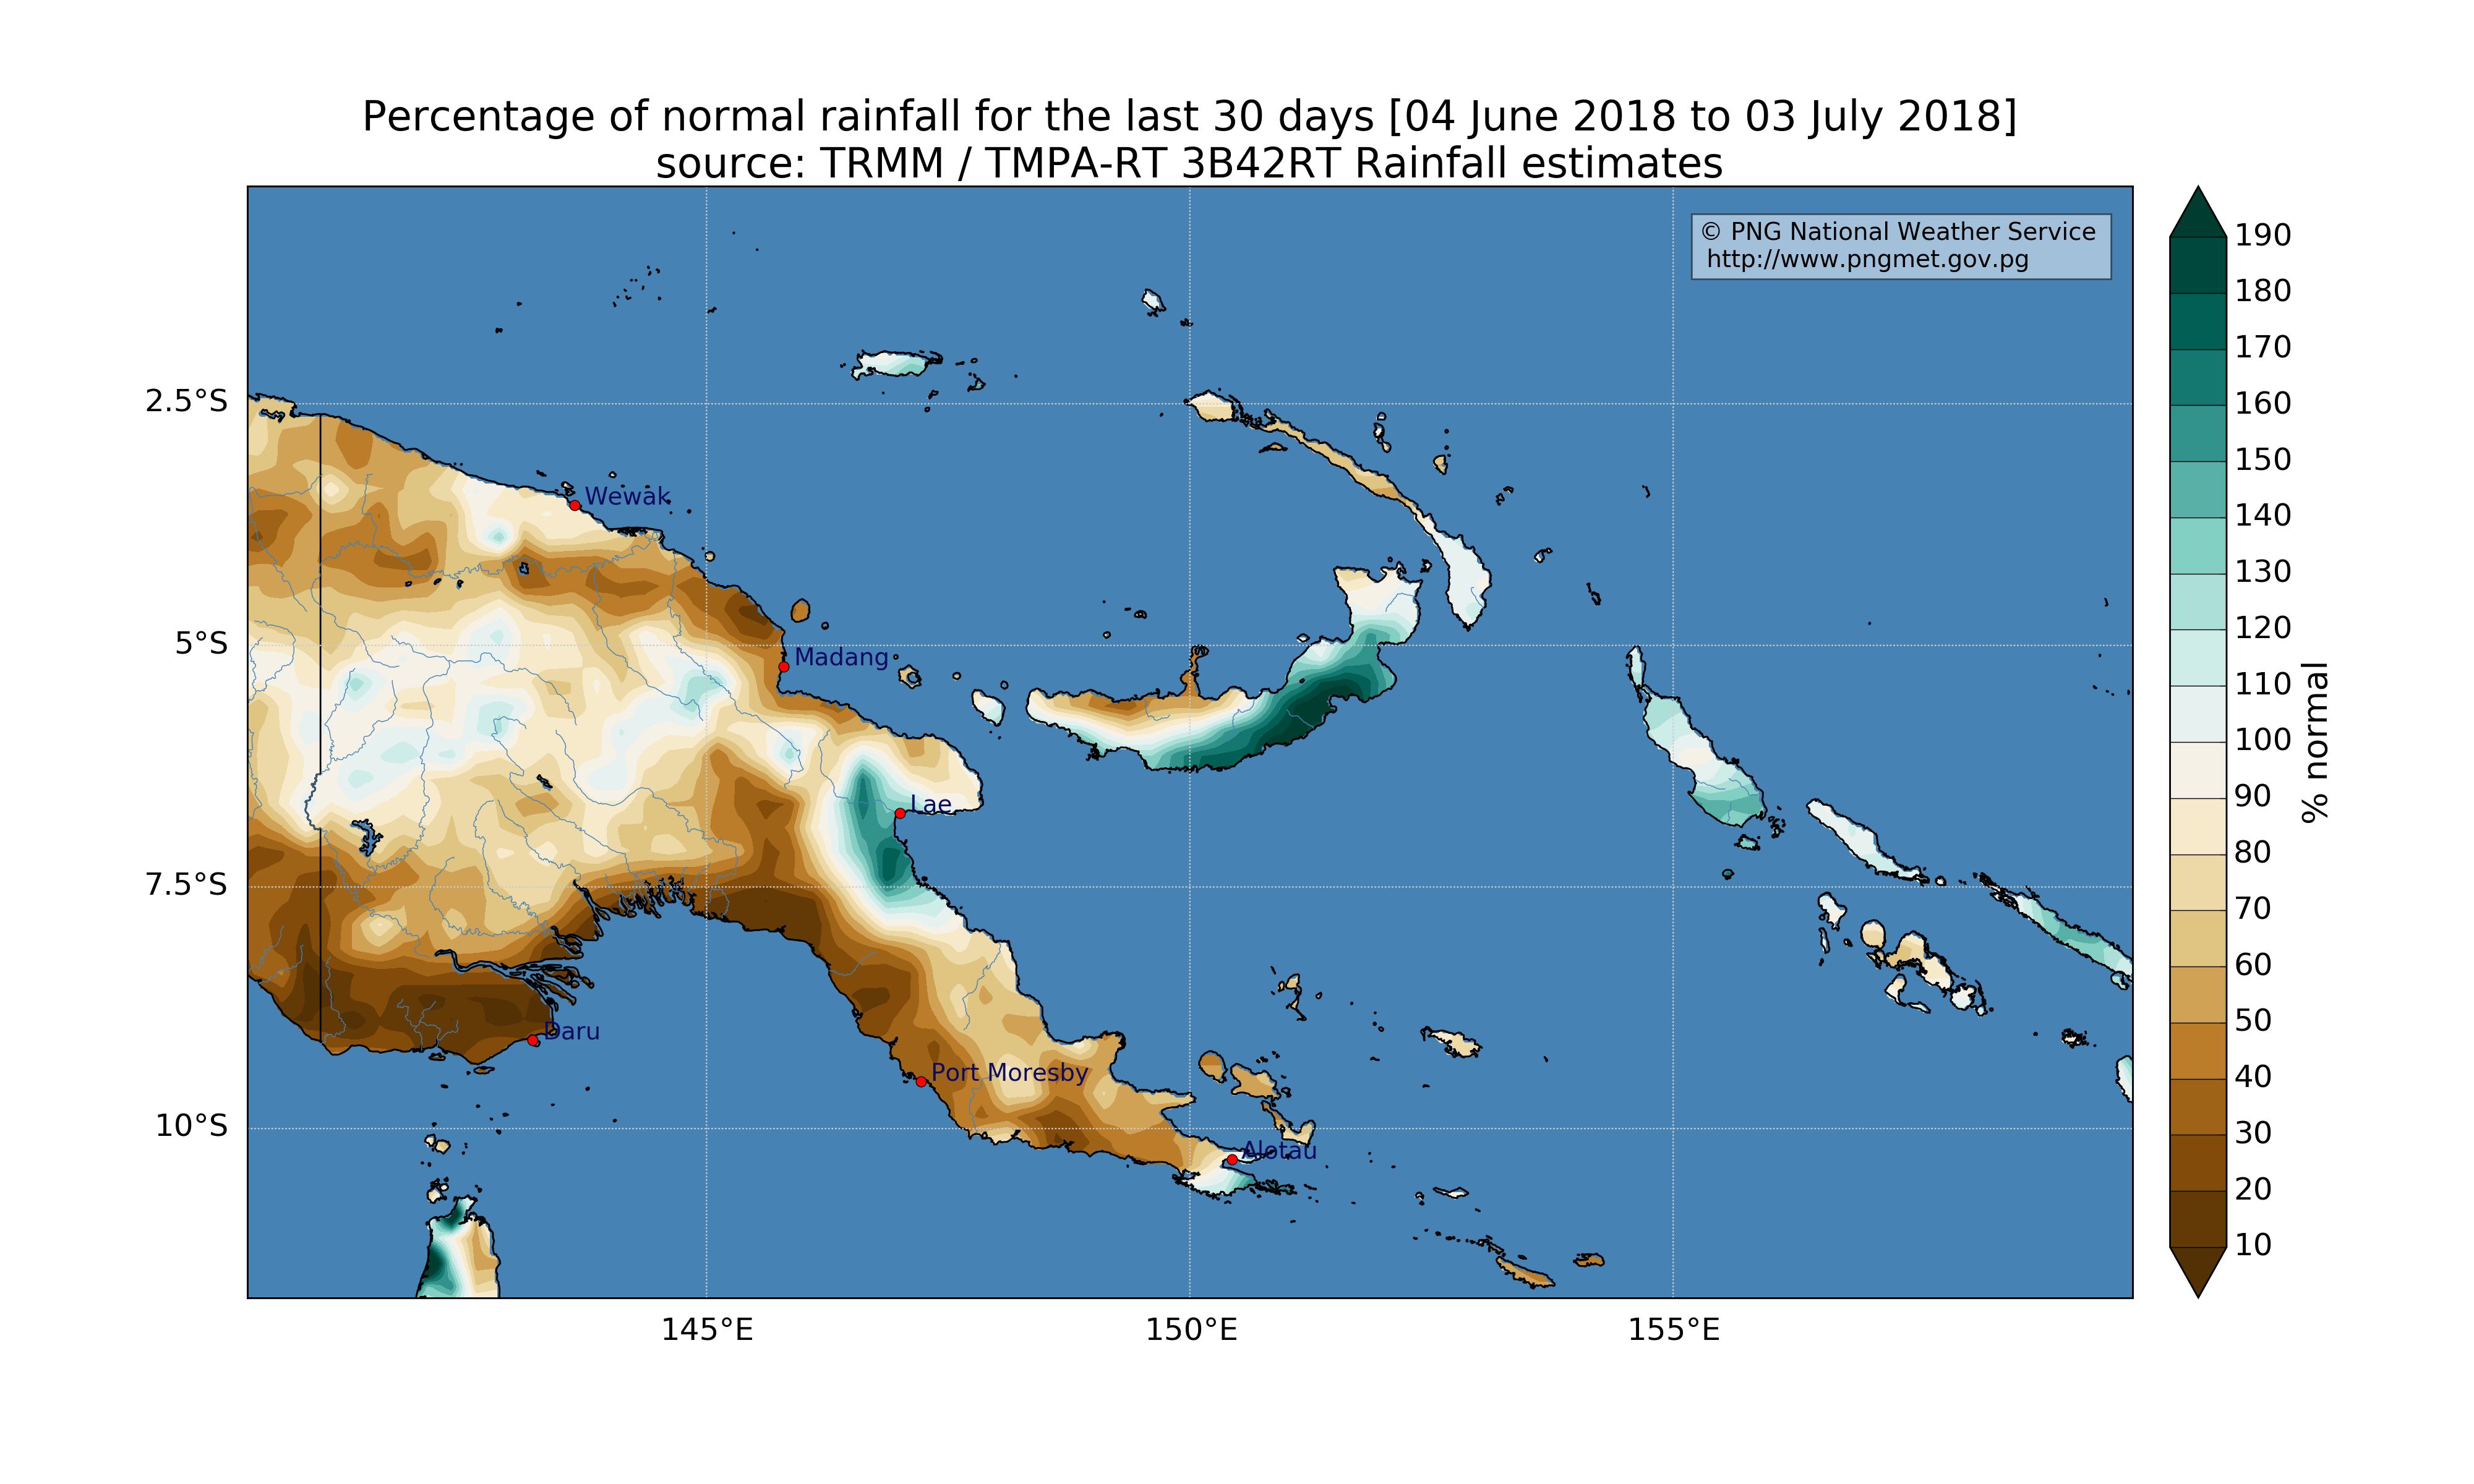 Percentage of normal rainfall for the last 30 days [04 June 2018 to 03 July 2018]
source: TRMM / TMPA-RT 3B42RT Rainfall estimates
© PNG National Weather Service
http://www.pngmet.gov.pg
2.5°S
5°S
7.5°S
10°S
145°E
150°E
155°E
Wewak
Madang
Lae
Daru
Port Moresby
Alotau
190
180
170
160
150
140
130
120
110
100
90
80
70
60
50
40
30
20
10
% normal